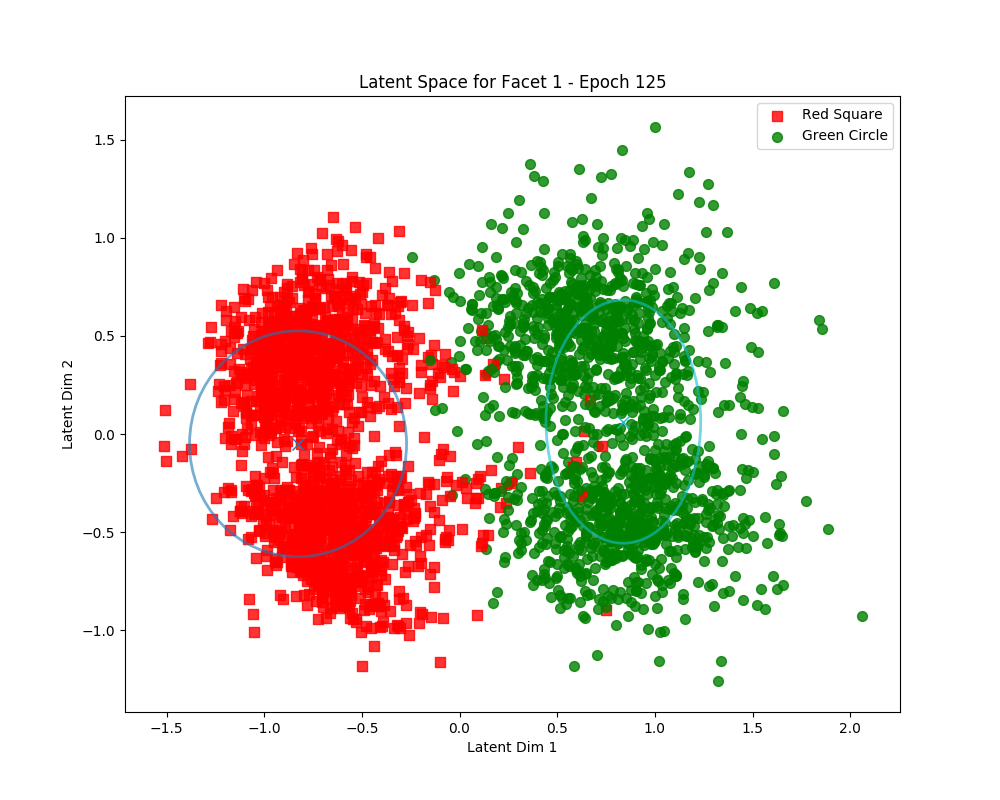 Latent Space for Facet 1 - Epoch 125
Red Square
Green Circle
1.5
1.0
0.5
0.0
−0.5
−1.0
Latent Dim 2
−1.5 −1.0 −0.5 0.0 0.5 1.0 1.5 2.0
Latent Dim 1